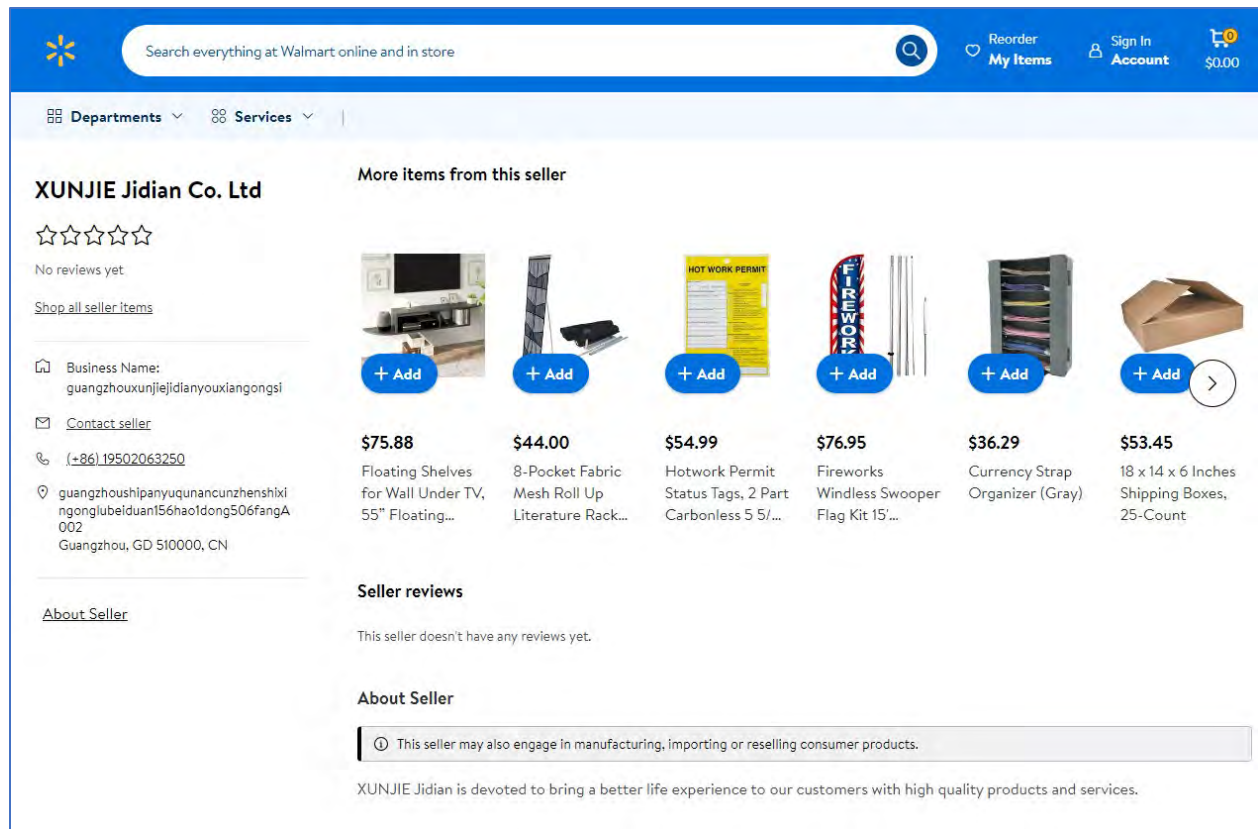 Search everything at Walmart online and in store
Reorder
My Items
Sign In
Account
0
$0.00
Departments
Services
XUNJIE Jidian Co. Ltd
No reviews yet
Shop all seller items
Business Name:
guangzhouxunjiejidianyouxiangongsi
Contact seller
(+86) 19502063250
guangzhoushipanyuqunancunzhenshixi
ngonglubeiduan156hao1dong506fangA
002
Guangzhou, GD 510000, CN
About Seller
More items from this seller
HOT WORK PERMIT
FIREWORK
+ Add
+ Add
+ Add
+ Add
+ Add
+ Add
$75.88
Floating Shelves
for Wall Under TV,
55" Floating...
$44.00
8-Pocket Fabric
Mesh Roll Up
Literature Rack...
$54.99
Hotwork Permit
Status Tags, 2 Part
Carbonless 5 5/...
$76.95
Fireworks
Windless Swooper
Flag Kit 15'...
$36.29
Currency Strap
Organizer (Gray)
$53.45
18 x 14 x 6 Inches
Shipping Boxes,
25-Count
Seller reviews
This seller doesn't have any reviews yet.
About Seller
This seller may also engage in manufacturing, importing or reselling consumer products.
XUNJIE Jidian is devoted to bring a better life experience to our customers with high quality products and services.